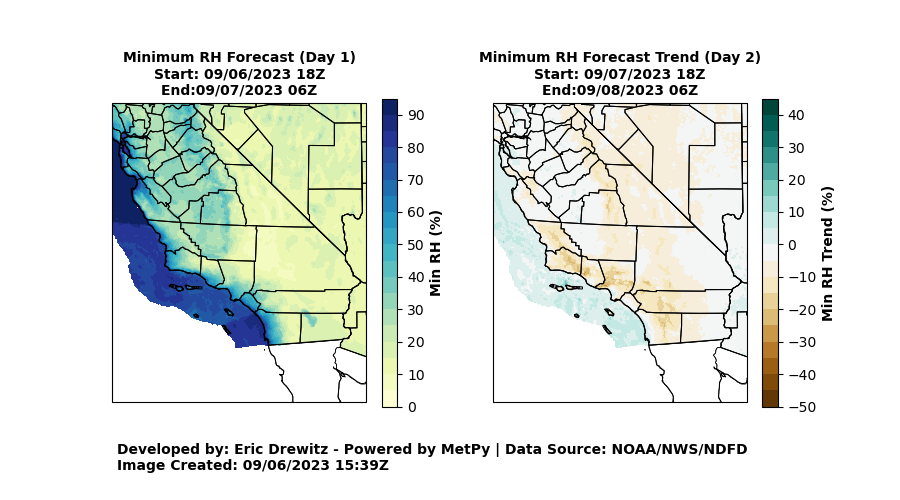 Minimum RH Forecast (Day 1)
Start: 09/06/2023 18Z
End:09/07/2023 06Z
90
80
70
60
50
40
30
20
10
0
Min RH (%)
Minimum RH Forecast Trend (Day 2)
Start: 09/07/2023 18Z
End:09/08/2023 06Z
40
30
20
10
0
−10
−20
−30
−40
−50
Min RH Trend (%)
Developed by: Eric Drewitz - Powered by MetPy | Data Source: NOAA/NWS/NDFD
Image Created: 09/06/2023 15:39Z